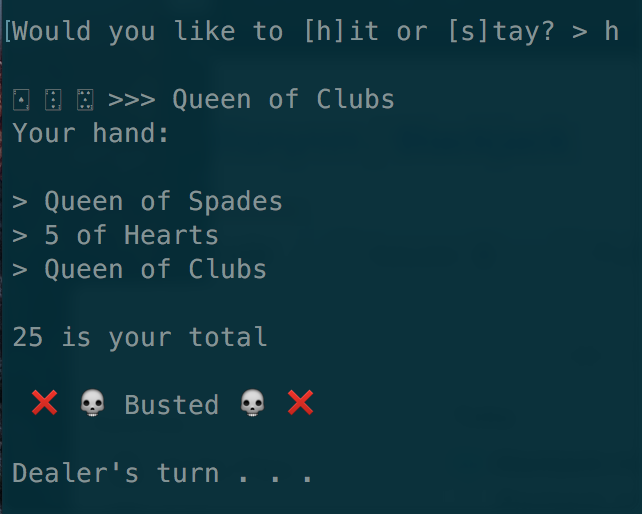 [Would you like to [h]it or [s]tay? > h
>>> Queen of Clubs
Your hand:
> Queen of Spades
> 5 of Hearts
> Queen of Clubs
25 is your total
❌ 💀 Busted 💀 ❌
Dealer's turn . . .